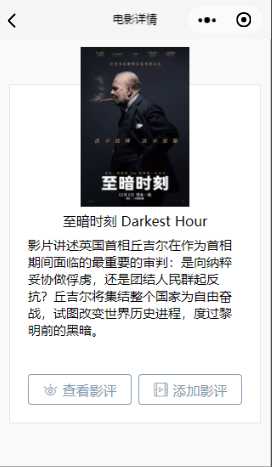 电影详情
至暗时刻
至暗时刻 Darkest Hour
影片讲述英国首相丘吉尔在作为首相
期间面临的最重要的审判：是向纳粹
妥协做俘虏，还是团结人民群起反
抗？丘吉尔将集结整个国家为自由奋
战，试图改变世界历史进程，度过黎
明前的黑暗。
查看影评
添加影评